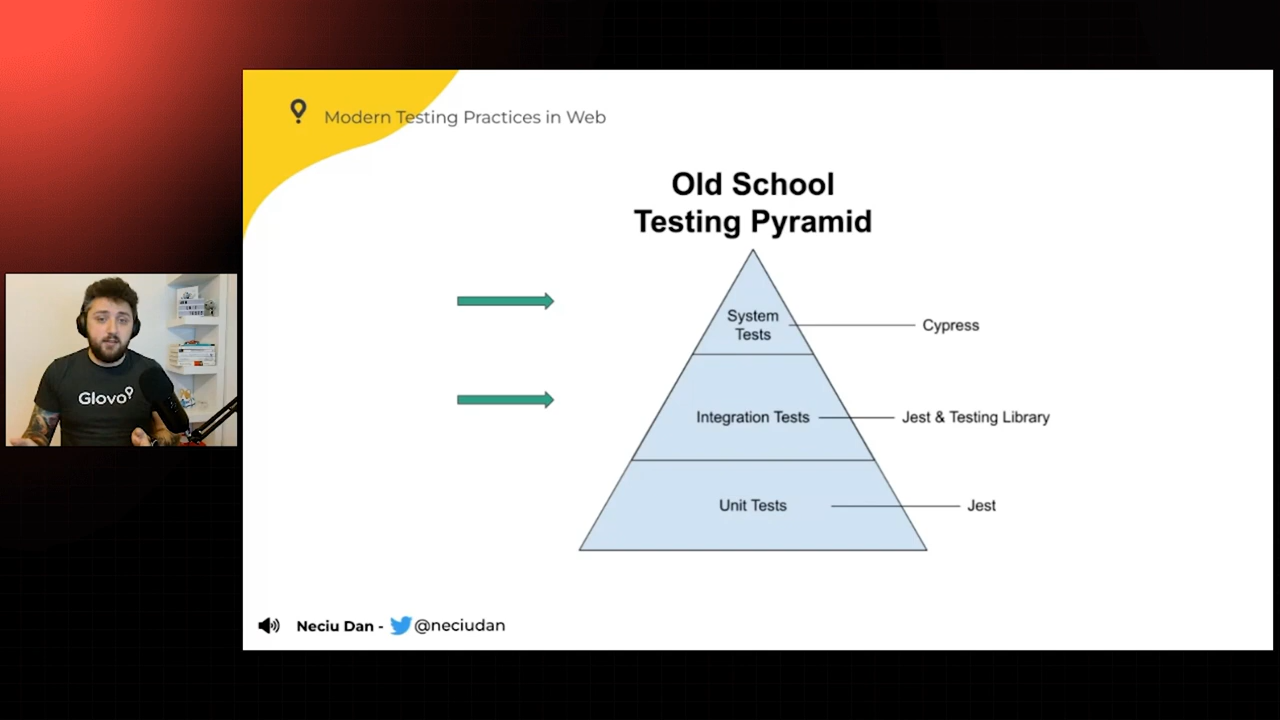 Modern Testing Practices in Web
Old School
Testing Pyramid
System
Tests
Cypress
Integration Tests
Jest & Testing Library
Unit Tests
Jest
Glovo
Neciu Dan - @neciudan